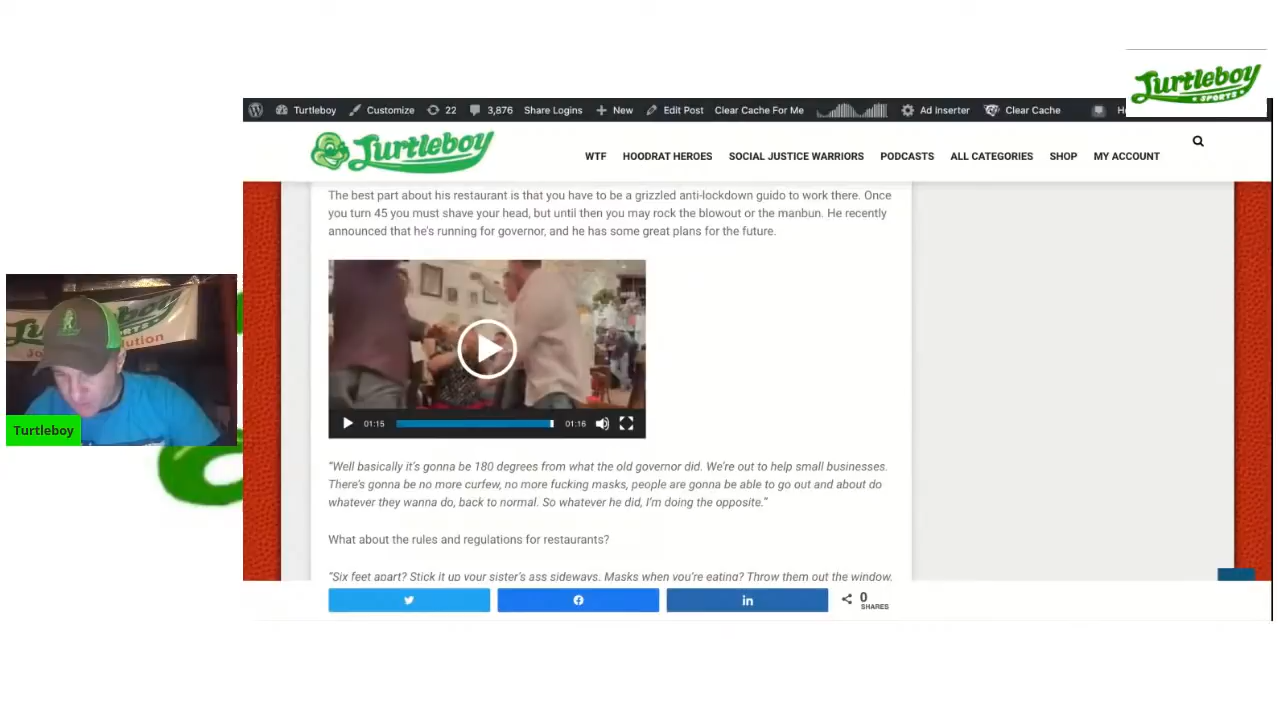 Turtleboy
SPORTS
Turtleboy Customize 22 3,876 Share Logins New Edit Post Clear Cache For Me Ad Inserter Clear Cache
Turtleboy
WTF HOODRAT HEROES SOCIAL JUSTICE WARRIORS PODCASTS ALL CATEGORIES SHOP MY ACCOUNT
The best part about his restaurant is that you have to be a grizzled anti-lockdown guido to work there. Once
you turn 45 you must shave your head, but until then you may rock the blowout or the manbun. He recently
announced that he's running for governor, and he has some great plans for the future.
01:15 01:16
Turtleboy
“Well basically it’s gonna be 180 degrees from what the old governor did. We’re out to help small businesses.
There’s gonna be no more curfew, no more fucking masks, people are gonna be able to go out and about do
whatever they wanna do, back to normal. So whatever he did, I’m doing the opposite.”
What about the rules and regulations for restaurants?
“Six feet apart? Stick it up your sister’s ass sideways. Masks when you’re eating? Throw them out the window.
0
SHARES